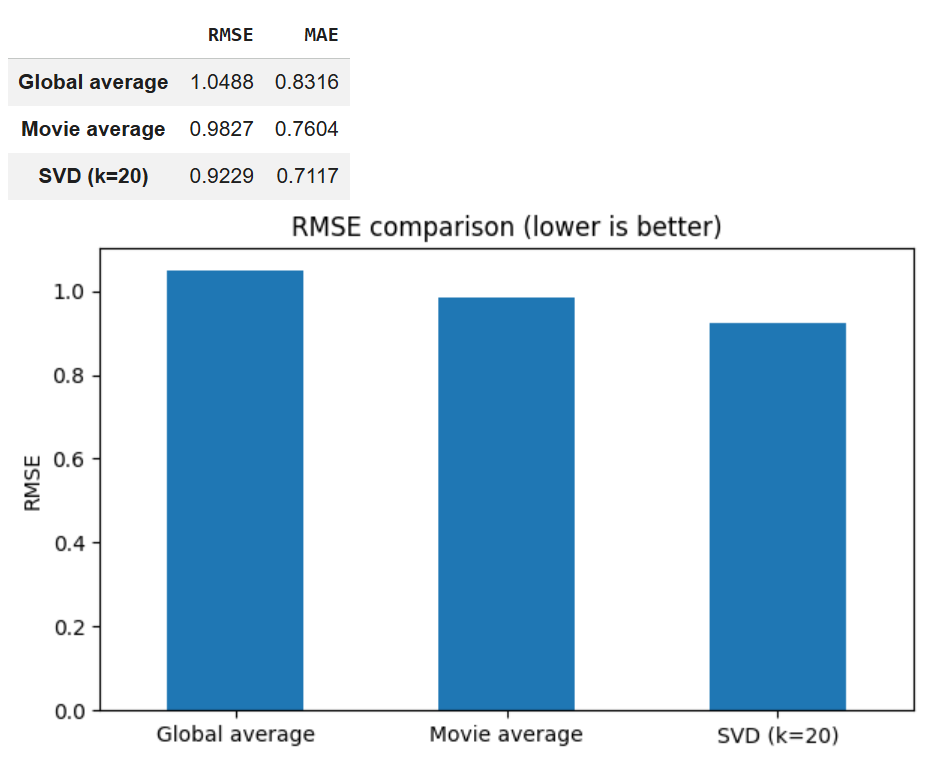 RMSE MAE
Global average 1.0488 0.8316
Movie average 0.9827 0.7604
SVD (k=20) 0.9229 0.7117
RMSE comparison (lower is better)
1.0
0.8
0.6
0.4
0.2
0.0
RMSE
Global average Movie average SVD (k=20)